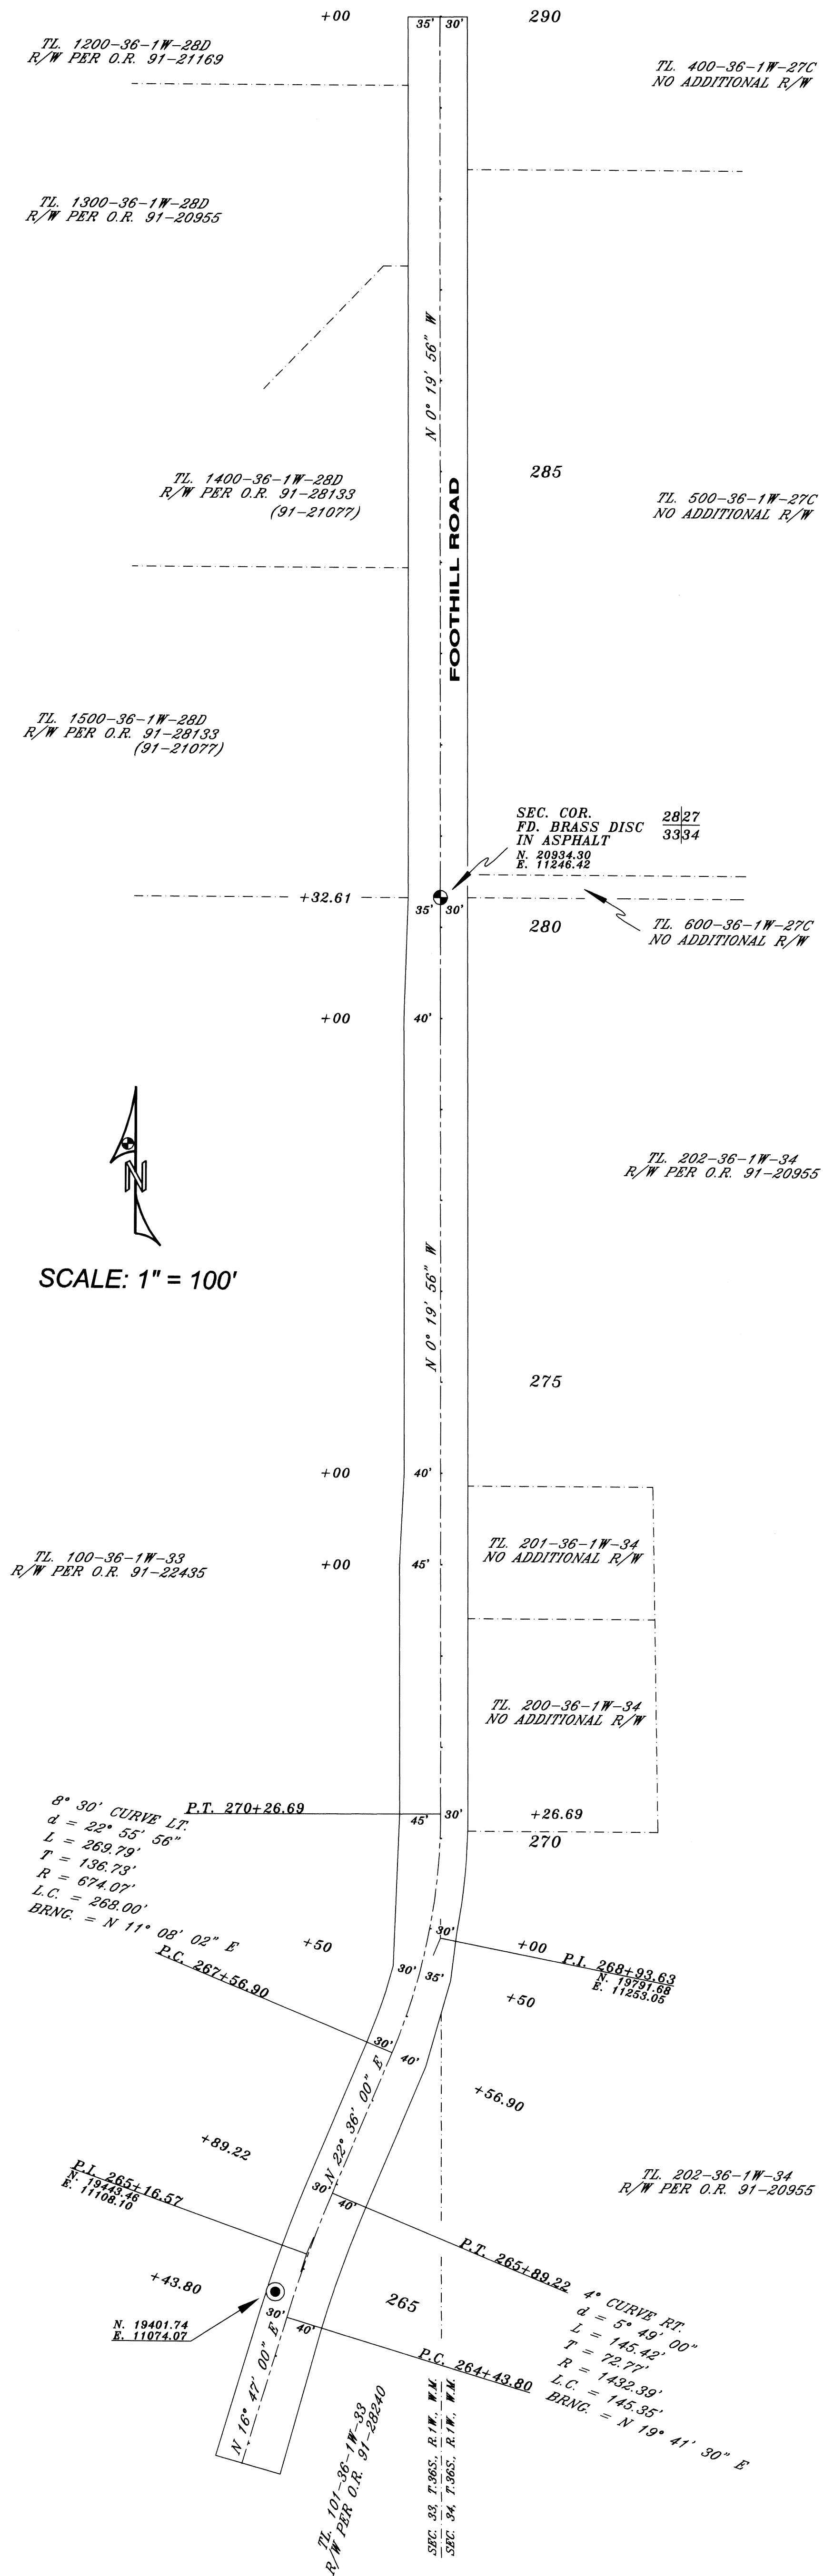 +00
35' 30'
290
TL. 1200-36-1W-28D
R/W PER O.R. 91-21169
TL. 400-36-1W-27C
NO ADDITIONAL R/W
TL. 1300-36-1W-28D
R/W PER O.R. 91-20955
N 0° 19' 56" W
TL. 1400-36-1W-28D
R/W PER O.R. 91-28133
(91-21077)
285
FOOTHILL ROAD
TL. 500-36-1W-27C
NO ADDITIONAL R/W
TL. 1500-36-1W-28D
R/W PER O.R. 91-28133
(91-21077)
SEC. COR.
FD. BRASS DISC
IN ASPHALT
N. 20934.30
E. 11246.42
28 27
33 34
+32.61
35' 30'
280
TL. 600-36-1W-27C
NO ADDITIONAL R/W
+00
40'
N
TL. 202-36-1W-34
R/W PER O.R. 91-20955
SCALE: 1" = 100'
N 0° 19' 56" W
275
+00
40'
TL. 100-36-1W-33
R/W PER O.R. 91-22435
+00
45'
TL. 201-36-1W-34
NO ADDITIONAL R/W
TL. 200-36-1W-34
NO ADDITIONAL R/W
8° 30' CURVE LT.
d = 22° 55' 56"
L = 269.79'
T = 136.73'
R = 674.07'
L.C. = 268.00'
BRNG. = N 11° 08' 02" E
P.T. 270+26.69
45' 30'
+26.69
270
30'
+00
P.I. 268+93.63
N. 19791.68
E. 11253.05
+50
30' 35'
+50
P.C. 267+56.90
30'
40'
+56.90
N 22° 36' 00" E
+89.22
P.I. 265+16.57
N. 19443.46
E. 11108.10
TL. 202-36-1W-34
R/W PER O.R. 91-20955
30'
40'
P.T. 265+89.22
+43.80
265
4° CURVE RT.
d = 5° 49' 00"
L = 145.42'
T = 72.77'
R = 1432.39'
L.C. = 145.35'
BRNG. = N 19° 41' 30" E
N. 19401.74
E. 11074.07
30'
40'
P.C. 264+43.80
N 16° 47' 00" E
TL. 101-36-1W-33
R/W PER O.R. 91-28240
SEC. 33, T.36S., R.1W., W.M.
SEC. 34, T.36S., R.1W., W.M.